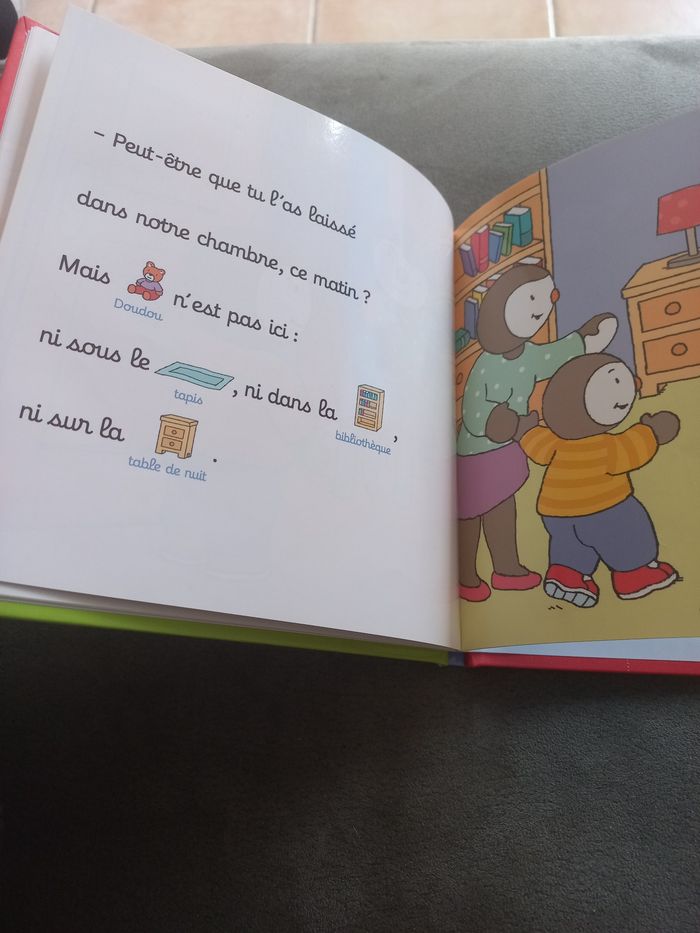 – Peut-être que tu l'as laissé
dans notre chambre, ce matin ?
Mais n'est pas ici :
Doudou
ni sous le , ni dans la ,
tapis bibliothèque
ni sur la .
table de nuit